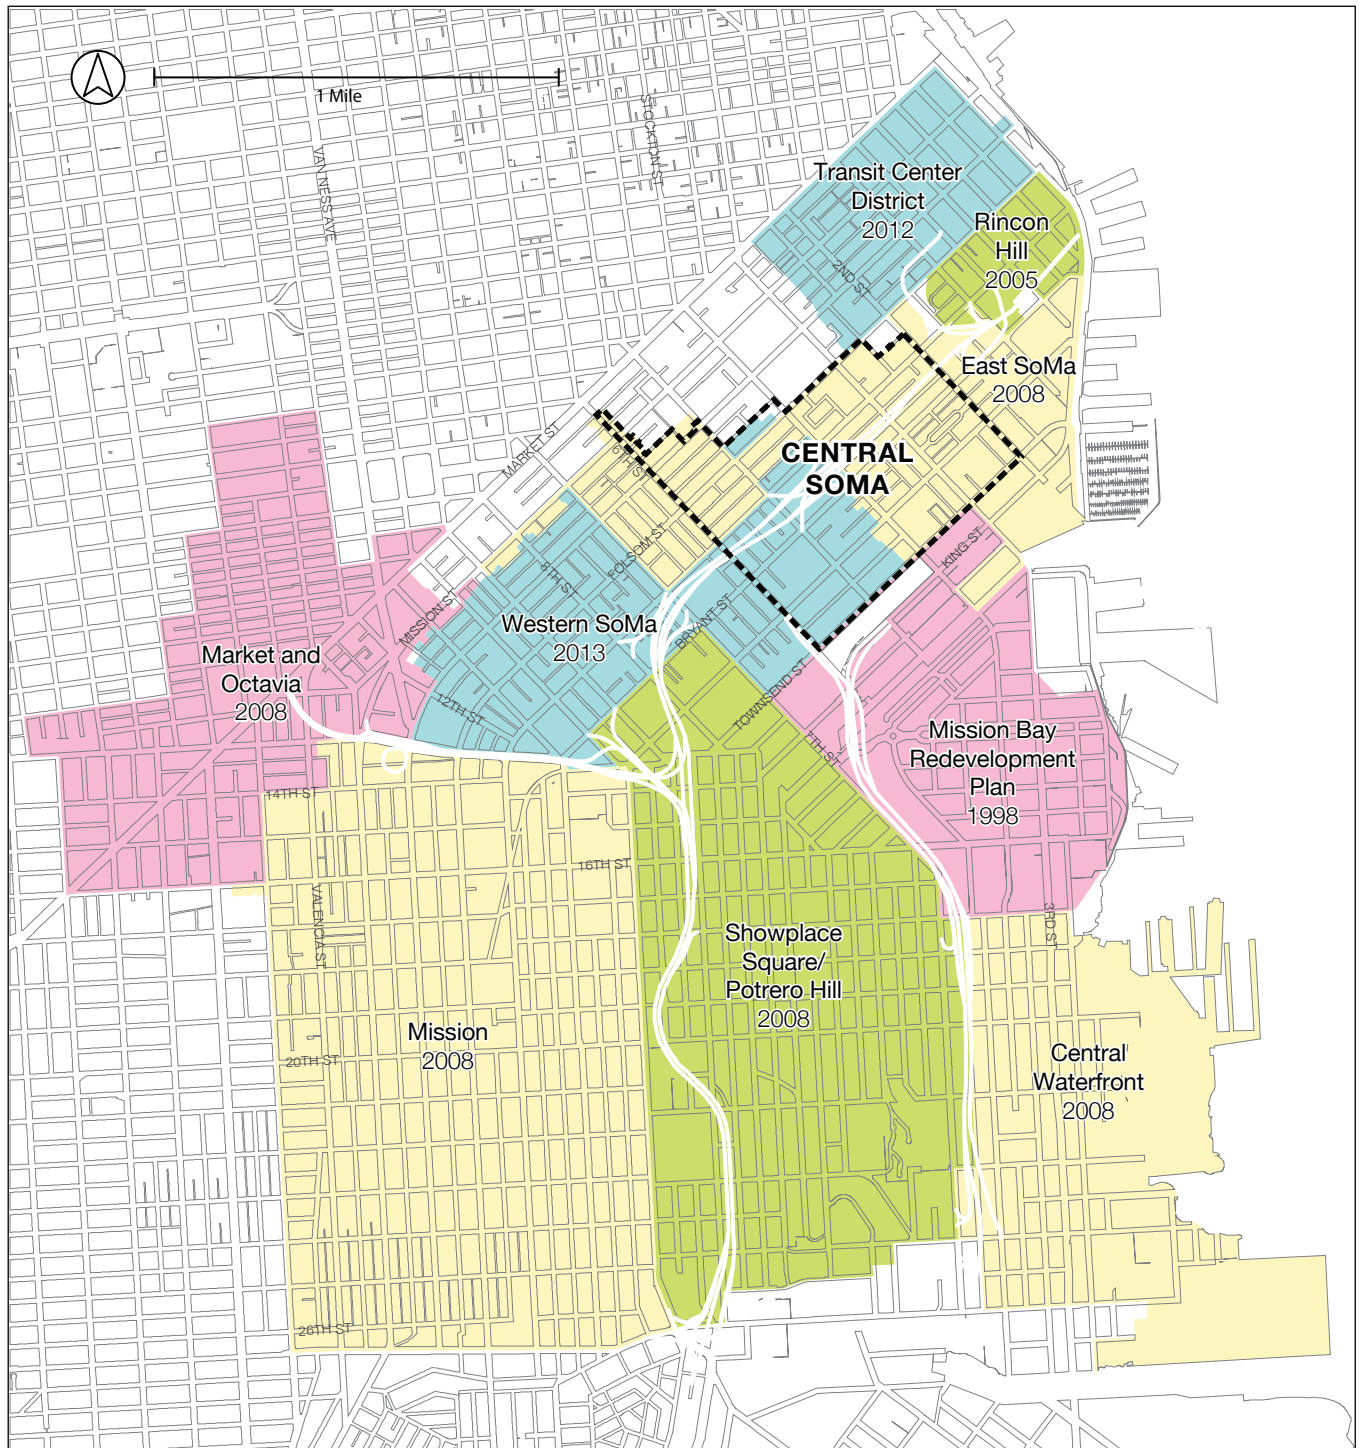 1 Mile
STOCKTON ST
VAN NESS AVE
Transit Center
District
2012
Rincon
Hill
2005
2ND ST
East SoMa
2008
MARKET ST
6TH ST
CENTRAL
SOMA
FOLSOM ST
8TH ST
KING ST
MISSION ST
Western SoMa
2013
BRYANT ST
Market and
Octavia
2008
12TH ST
TOWNSEND ST
7TH ST
Mission Bay
Redevelopment
Plan
1998
14TH ST
16TH ST
VALENCIA ST
3RD ST
Showplace
Square/
Potrero Hill
2008
Mission
2008
20TH ST
Central
Waterfront
2008
26TH ST